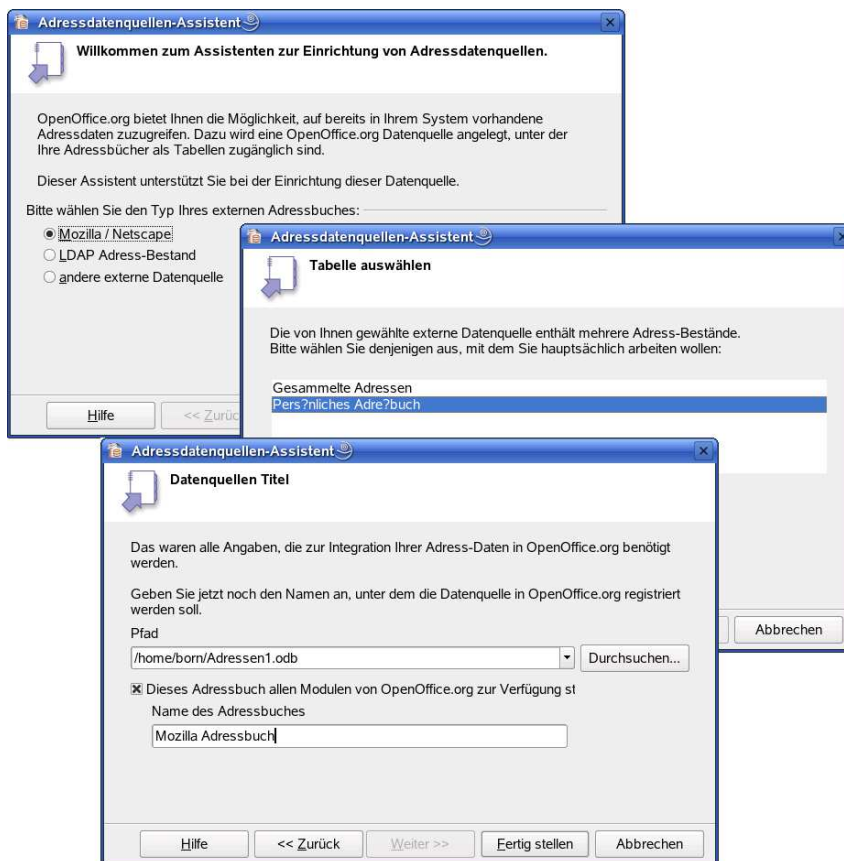 Adressdatenquellen-Assistent
Willkommen zum Assistenten zur Einrichtung von Adressdatenquellen.
OpenOffice.org bietet Ihnen die Möglichkeit, auf bereits in Ihrem System vorhandene
Adressdaten zuzugreifen. Dazu wird eine OpenOffice.org Datenquelle angelegt, unter der
Ihre Adressbücher als Tabellen zugänglich sind.
Dieser Assistent unterstützt Sie bei der Einrichtung dieser Datenquelle.
Bitte wählen Sie den Typ Ihres externen Adressbuches:
Mozilla / Netscape
LDAP Adress-Bestand
andere externe Datenquelle
Hilfe
<< Zurüc
Adressdatenquellen-Assistent
Tabelle auswählen
Die von Ihnen gewählte externe Datenquelle enthält mehrere Adress-Bestände.
Bitte wählen Sie denjenigen aus, mit dem Sie hauptsächlich arbeiten wollen:
Gesammelte Adressen
Pers?nliches Adre?buch
Abbrechen
Adressdatenquellen-Assistent
Datenquellen Titel
Das waren alle Angaben, die zur Integration Ihrer Adress-Daten in OpenOffice.org benötigt
werden.
Geben Sie jetzt noch den Namen an, unter dem die Datenquelle in OpenOffice.org registriert
werden soll.
Pfad
/home/born/Adressen1.odb
Durchsuchen...
Dieses Adressbuch allen Modulen von OpenOffice.org zur Verfügung st
Name des Adressbuches
Mozilla Adressbuch
Hilfe
<< Zurück
Weiter >>
Fertig stellen
Abbrechen